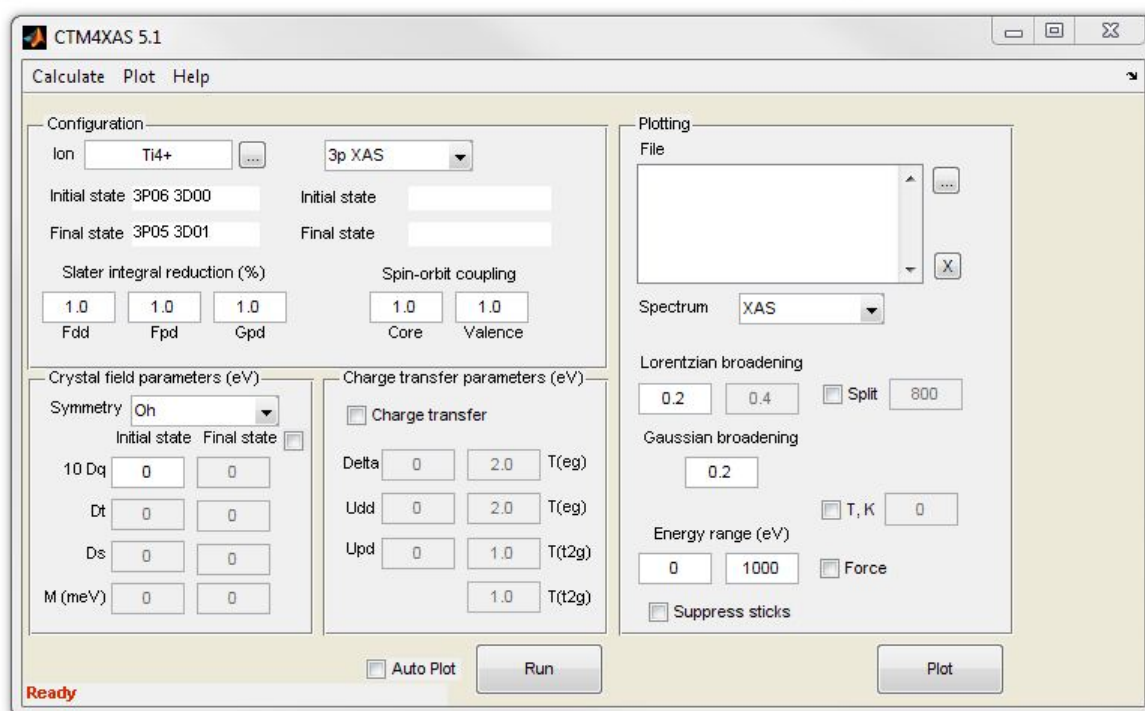 CTM4XAS 5.1
Calculate Plot Help
Configuration
Ion Ti4+ ... 3p XAS
Initial state 3P06 3D00 Initial state
Final state 3P05 3D01 Final state
Slater integral reduction (%) Spin-orbit coupling
1.0 1.0 1.0 1.0 1.0
Fdd Fpd Gpd Core Valence
Crystal field parameters (eV)
Symmetry Oh
Initial state Final state
10 Dq 0 0
Dt 0 0
Ds 0 0
M (meV) 0 0
Charge transfer parameters (eV)
Charge transfer
Delta 0 2.0 T(eg)
Udd 0 2.0 T(eg)
Upd 0 1.0 T(t2g)
1.0 T(t2g)
Plotting
File
...
X
Spectrum XAS
Lorentzian broadening
0.2 0.4 Split 800
Gaussian broadening
0.2
T, K 0
Energy range (eV)
0 1000 Force
Suppress sticks
Auto Plot Run Plot
Ready